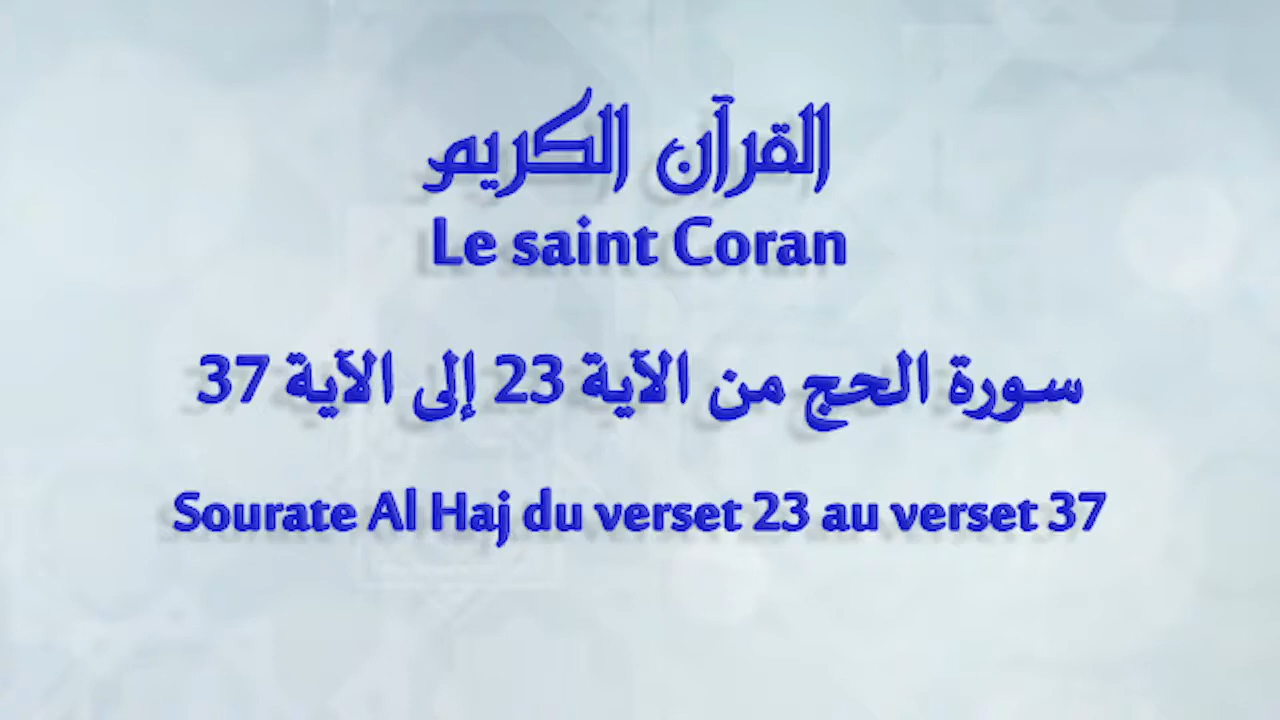 القرآن الكريم
Le saint Coran
سورة الحج من الآية 23 إلى الآية 37
Sourate Al Haj du verset 23 au verset 37